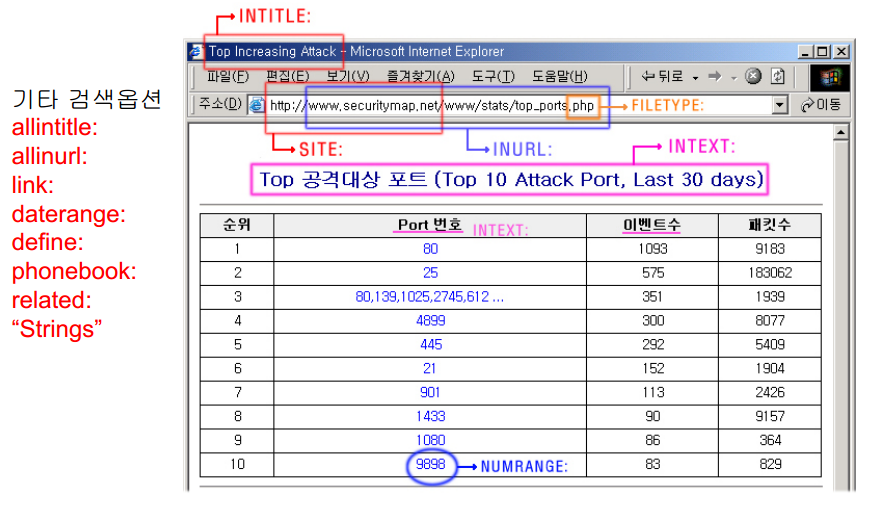 INTITLE:
Top Increasing Attack - Microsoft Internet Explorer
파일(F) 편집(E) 보기(V) 즐겨찾기(A) 도구(T) 도움말(H) 뒤로
주소(D) http://www.securitymap.net/www/stats/top_ports.php FILETYPE: 이동
기타 검색옵션
allintitle:
allinurl:
link:
daterange:
define:
phonebook:
related:
“Strings”
SITE: INURL: INTEXT:
Top 공격대상 포트 (Top 10 Attack Port, Last 30 days)
순위 Port 번호 INTEXT: 이벤트수 패킷수
1 80 1093 9183
2 25 575 183062
3 80,139,1025,2745,612 ... 351 1939
4 4899 300 8077
5 445 292 5409
6 21 152 1904
7 901 113 2426
8 1433 90 9157
9 1080 86 364
10 9898 NUMRANGE: 83 829